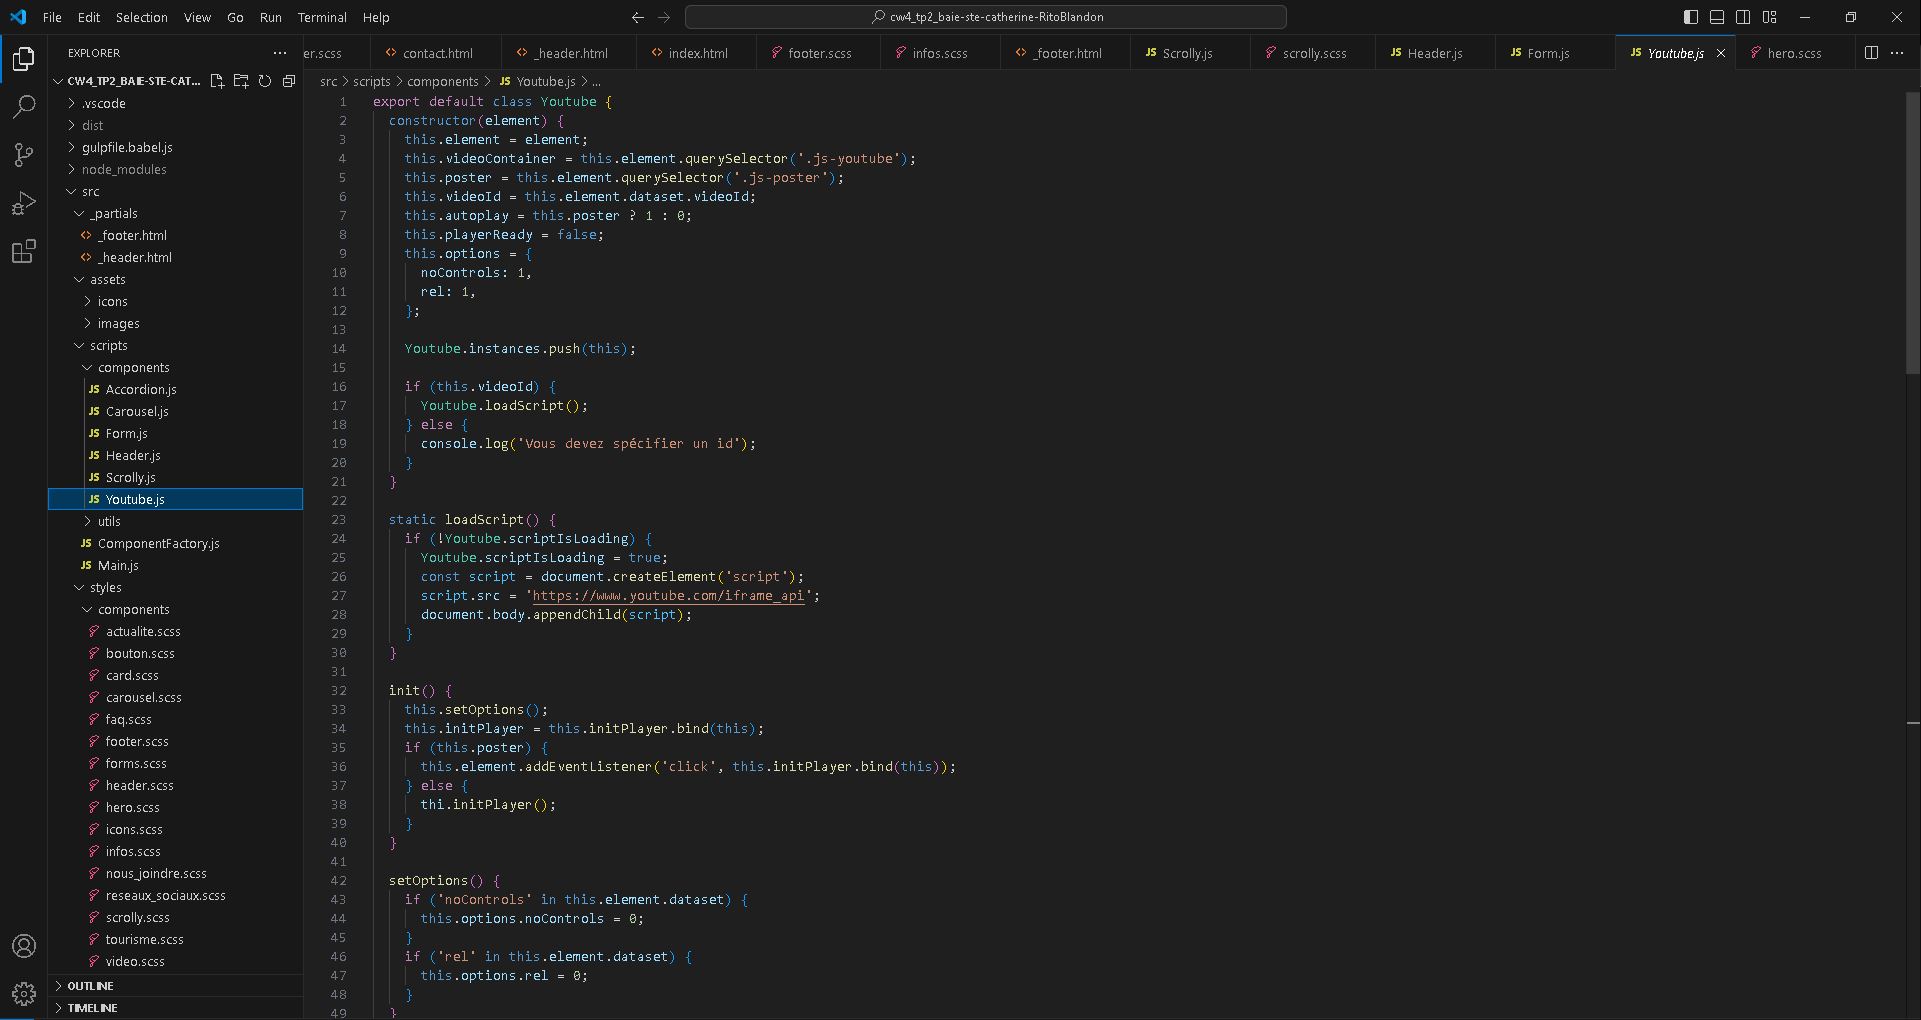 File Edit Selection View Go Run Terminal Help
cw4_tp2_baie-ste-catherine-RitoBlandon
EXPLORER
er.scss contact.html _header.html index.html footer.scss infos.scss _footer.html Scrolly.js scrolly.scss Header.js Form.js Youtube.js hero.scss
CW4_TP2_BAIE-STE-CAT...
src > scripts > components > JS Youtube.js > ...
.vscode
dist
gulpfile.babel.js
node_modules
src
_partials
_footer.html
_header.html
assets
icons
images
scripts
components
JS Accordion.js
JS Carousel.js
JS Form.js
JS Header.js
JS Scrolly.js
JS Youtube.js
utils
JS ComponentFactory.js
JS Main.js
styles
components
actualite.scss
bouton.scss
card.scss
carousel.scss
faq.scss
footer.scss
forms.scss
header.scss
hero.scss
icons.scss
infos.scss
nous_joindre.scss
reseaux_sociaux.scss
scrolly.scss
tourisme.scss
video.scss
OUTLINE
TIMELINE
1 export default class Youtube {
2 constructor(element) {
3 this.element = element;
4 this.videoContainer = this.element.querySelector('.js-youtube');
5 this.poster = this.element.querySelector('.js-poster');
6 this.videoId = this.element.dataset.videoId;
7 this.autoplay = this.poster ? 1 : 0;
8 this.playerReady = false;
9 this.options = {
10 noControls: 1,
11 rel: 1,
12 };
13
14 Youtube.instances.push(this);
15
16 if (this.videoId) {
17 Youtube.loadScript();
18 } else {
19 console.log('Vous devez spécifier un id');
20 }
21 }
22
23 static loadScript() {
24 if (!Youtube.scriptIsLoading) {
25 Youtube.scriptIsLoading = true;
26 const script = document.createElement('script');
27 script.src = 'https://www.youtube.com/iframe_api';
28 document.body.appendChild(script);
29 }
30 }
31
32 init() {
33 this.setOptions();
34 this.initPlayer = this.initPlayer.bind(this);
35 if (this.poster) {
36 this.element.addEventListener('click', this.initPlayer.bind(this));
37 } else {
38 thi.initPlayer();
39 }
40 }
41
42 setOptions() {
43 if ('noControls' in this.element.dataset) {
44 this.options.noControls = 0;
45 }
46 if ('rel' in this.element.dataset) {
47 this.options.rel = 0;
48 }
49 }